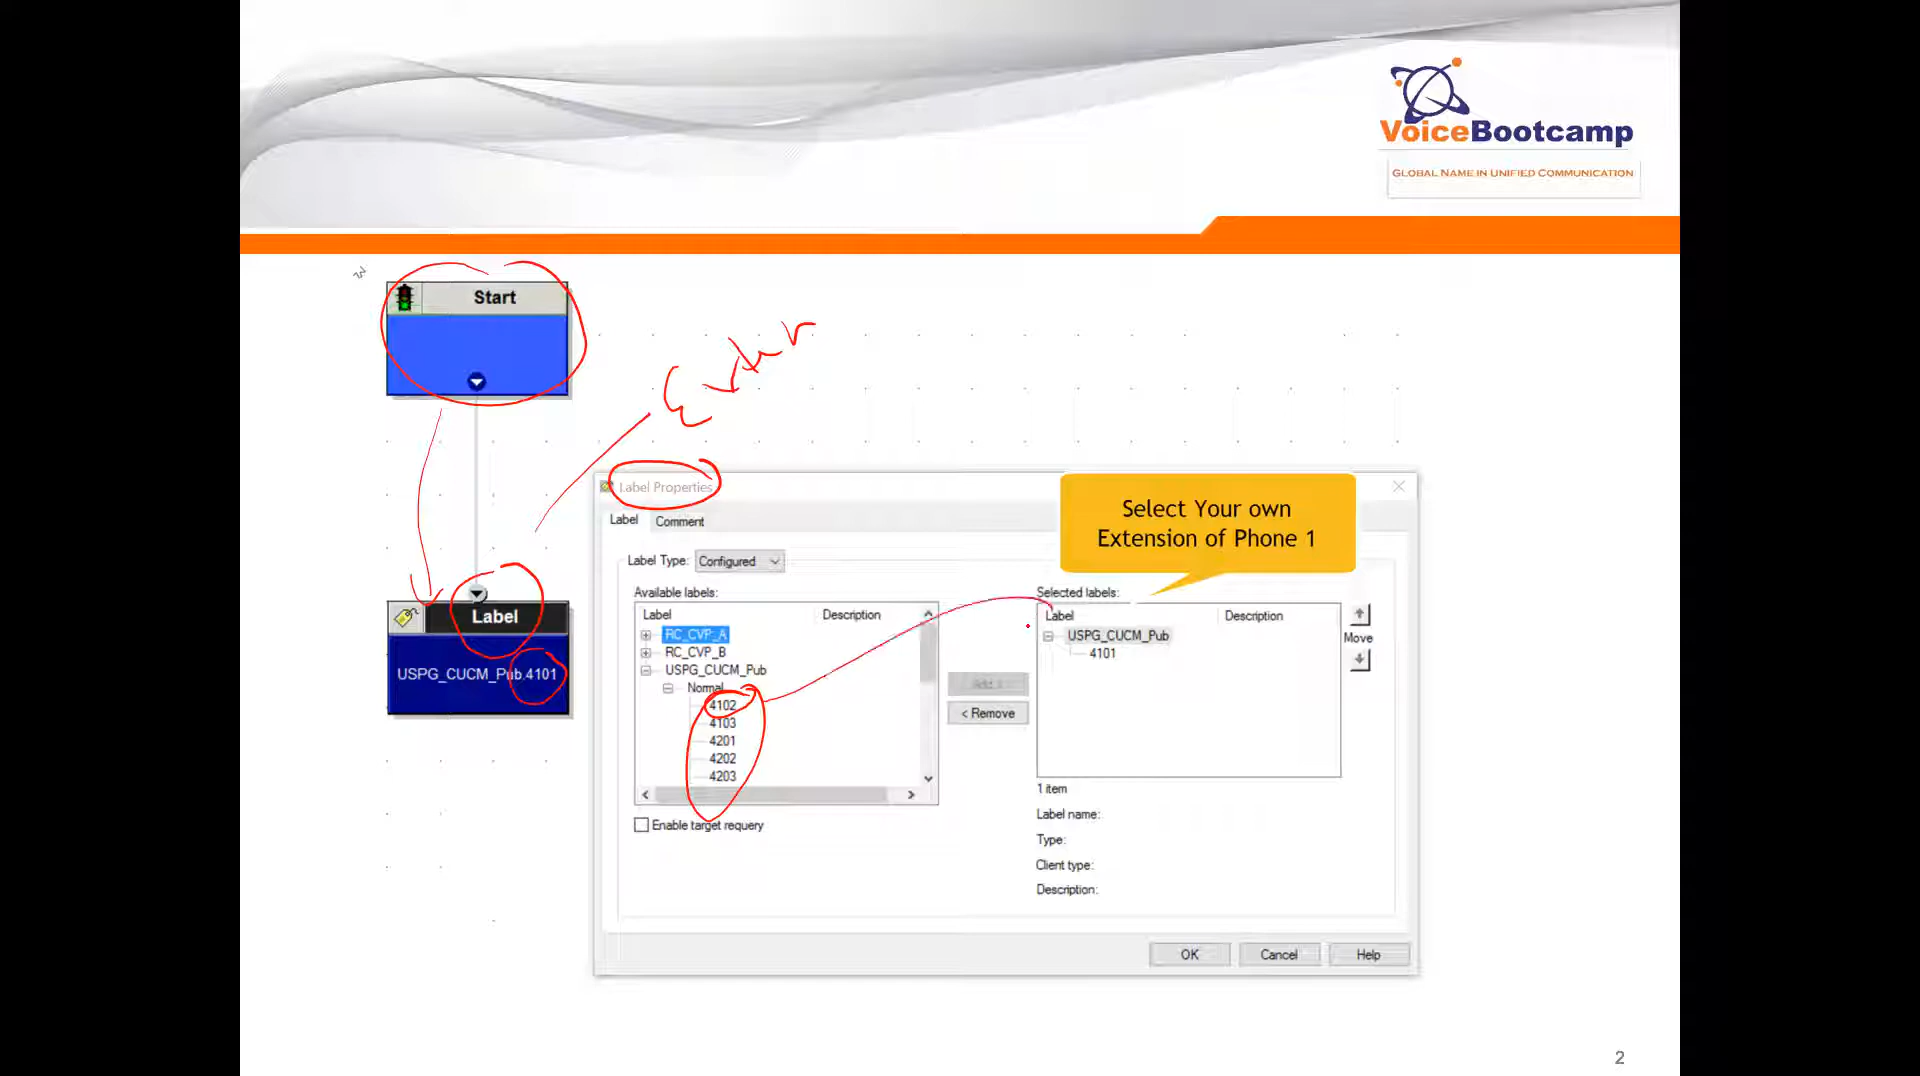 VoiceBootcamp
GLOBAL NAME IN UNIFIED COMMUNICATION
Start
Label Properties
Select Your own
Extension of Phone 1
Label
Comment
Label Type:
Configured
Available labels:
Selected labels:
Label
Description
Label
Description
RC_CVP_A
RC_CVP_B
USPG_CUCM_Pub
Normal
4102
4103
4201
4202
4203
USPG_CUCM_Pub
4101
Move
< Remove
Label
USPG_CUCM_Pub.4101
1 item
Label name:
Type:
Client type:
Description:
Enable target requery
OK
Cancel
Help
2